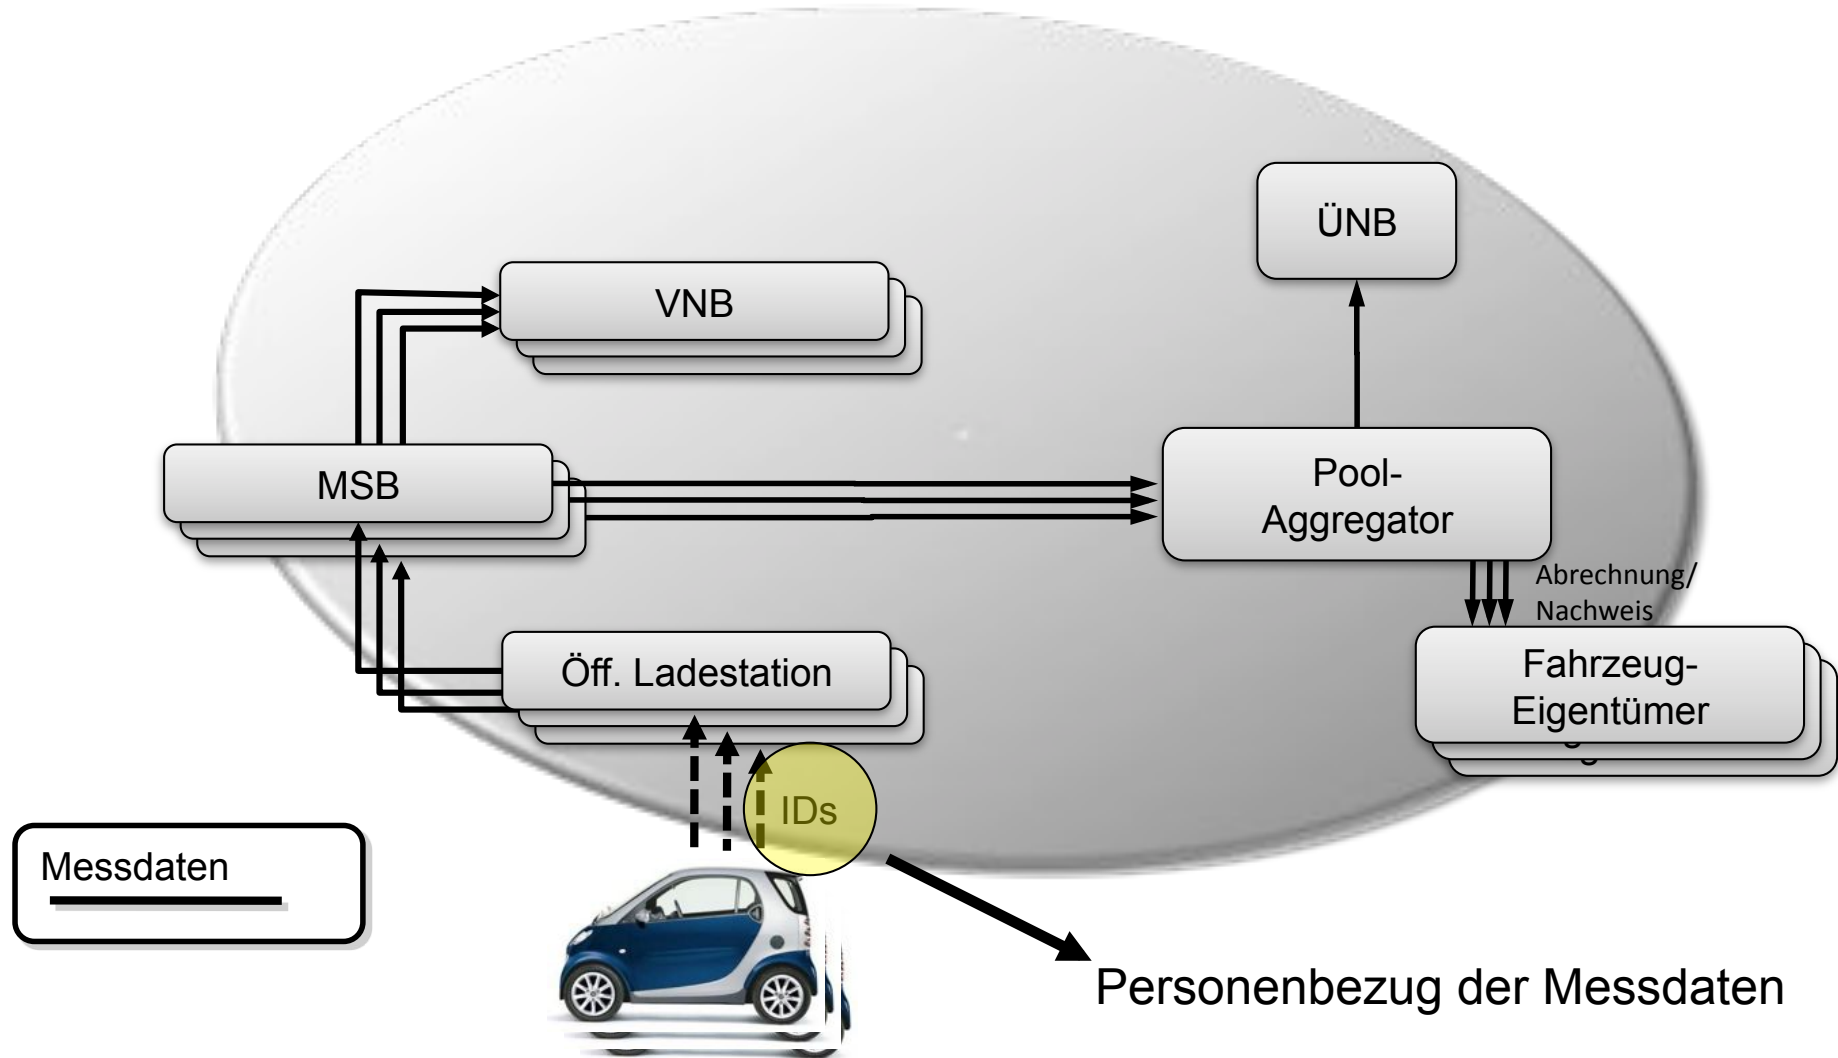 ÜNB
VNB
MSB
Pool-
Aggregator
Abrechnung/
Nachweis
Öff. Ladestation
Fahrzeug-
Eigentümer
IDs
Messdaten
Personenbezug der Messdaten